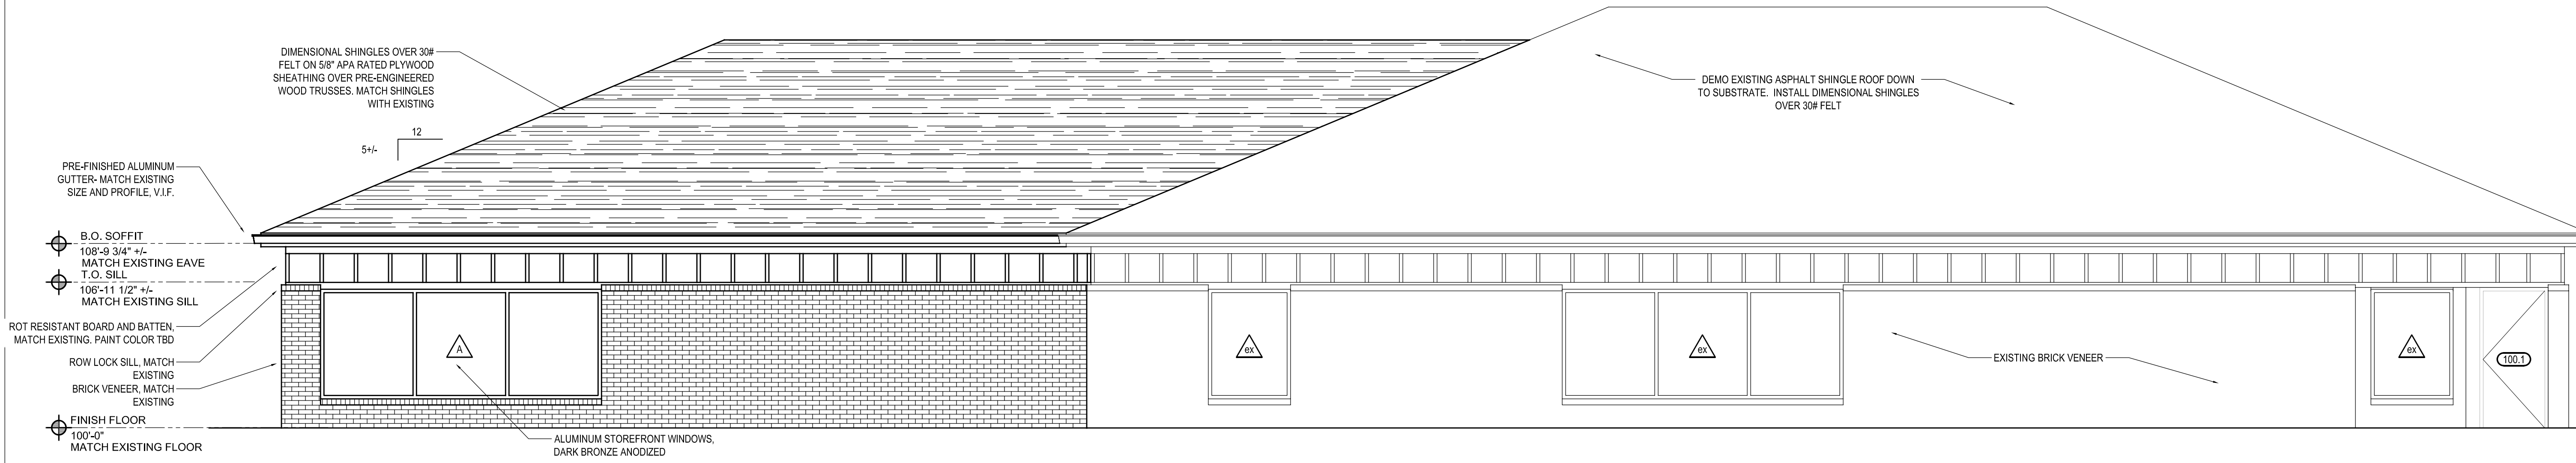 DIMENSIONAL SHINGLES OVER 30#
FELT ON 5/8" APA RATED PLYWOOD
SHEATHING OVER PRE-ENGINEERED
WOOD TRUSSES. MATCH SHINGLES
WITH EXISTING
12
5+/-
DEMO EXISTING ASPHALT SHINGLE ROOF DOWN
TO SUBSTRATE. INSTALL DIMENSIONAL SHINGLES
OVER 30# FELT
PRE-FINISHED ALUMINUM
GUTTER- MATCH EXISTING
SIZE AND PROFILE, V.I.F.
B.O. SOFFIT
108'-9 3/4" +/-
MATCH EXISTING EAVE
T.O. SILL
106'-11 1/2" +/-
MATCH EXISTING SILL
ROT RESISTANT BOARD AND BATTEN,
MATCH EXISTING. PAINT COLOR TBD
ROW LOCK SILL, MATCH
EXISTING
BRICK VENEER, MATCH
EXISTING
FINISH FLOOR
100'-0"
MATCH EXISTING FLOOR
A
ALUMINUM STOREFRONT WINDOWS,
DARK BRONZE ANODIZED
ex
ex
EXISTING BRICK VENEER
ex
100.1